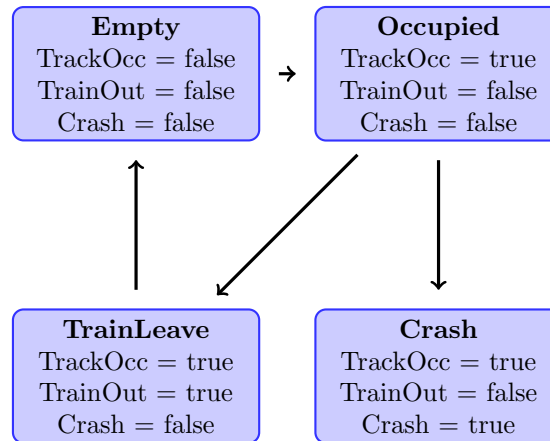 Empty
TrackOcc = false
TrainOut = false
Crash = false
Occupied
TrackOcc = true
TrainOut = false
Crash = false
TrainLeave
TrackOcc = true
TrainOut = true
Crash = false
Crash
TrackOcc = true
TrainOut = false
Crash = true